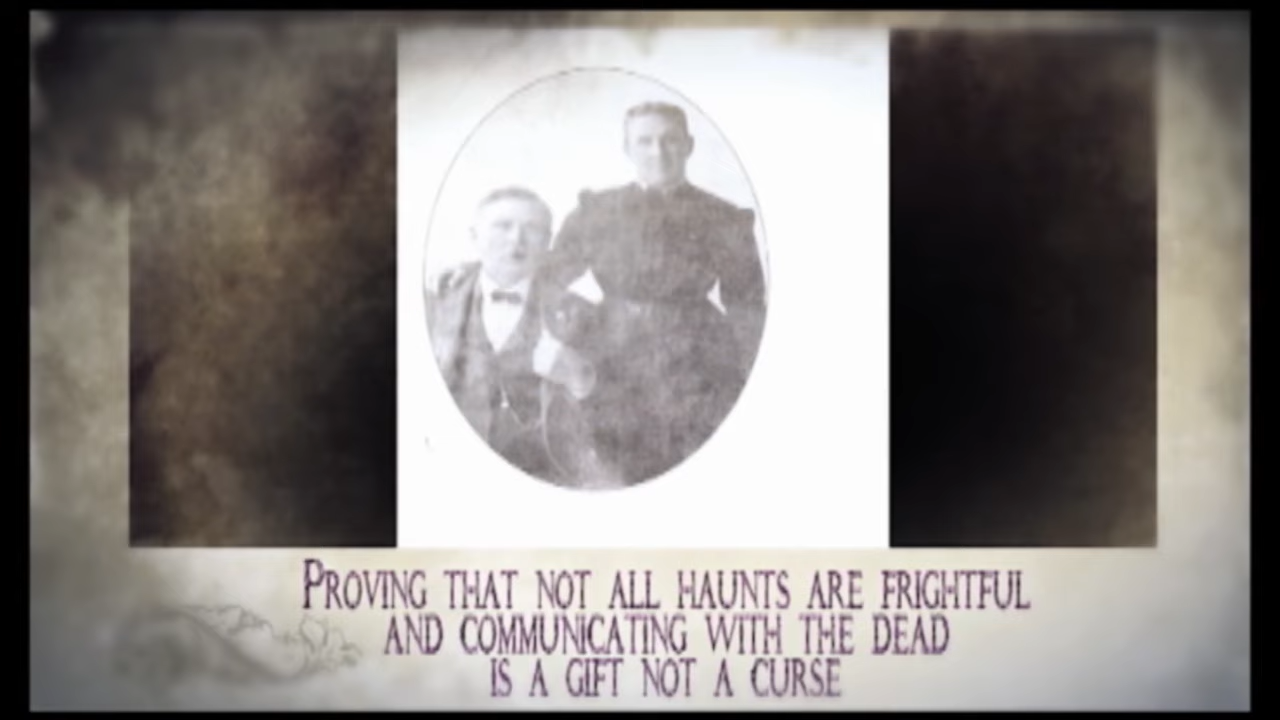 PROVING THAT NOT ALL HAUNTS ARE FRIGHTFUL
AND COMMUNICATING WITH THE DEAD
IS A GIFT NOT A CURSE